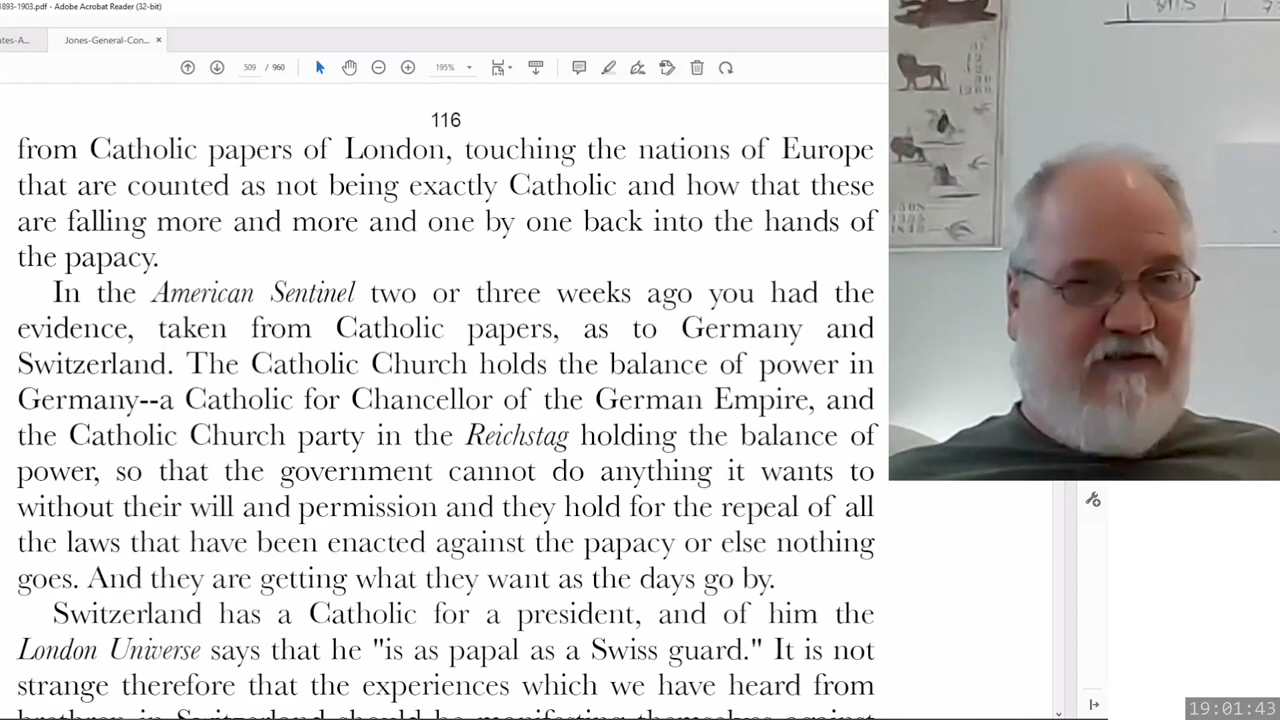 1893-1903.pdf - Adobe Acrobat Reader (32-bit)
tes-A...
Jones-General-Con...
509 / 960
195%
116
from Catholic papers of London, touching the nations of Europe
that are counted as not being exactly Catholic and how that these
are falling more and more and one by one back into the hands of
the papacy.
In the American Sentinel two or three weeks ago you had the
evidence, taken from Catholic papers, as to Germany and
Switzerland. The Catholic Church holds the balance of power in
Germany--a Catholic for Chancellor of the German Empire, and
the Catholic Church party in the Reichstag holding the balance of
power, so that the government cannot do anything it wants to
without their will and permission and they hold for the repeal of all
the laws that have been enacted against the papacy or else nothing
goes. And they are getting what they want as the days go by.
Switzerland has a Catholic for a president, and of him the
London Universe says that he "is as papal as a Swiss guard." It is not
strange therefore that the experiences which we have heard from
brethren in Switzerland should be manifesting themselves against
19:01:43